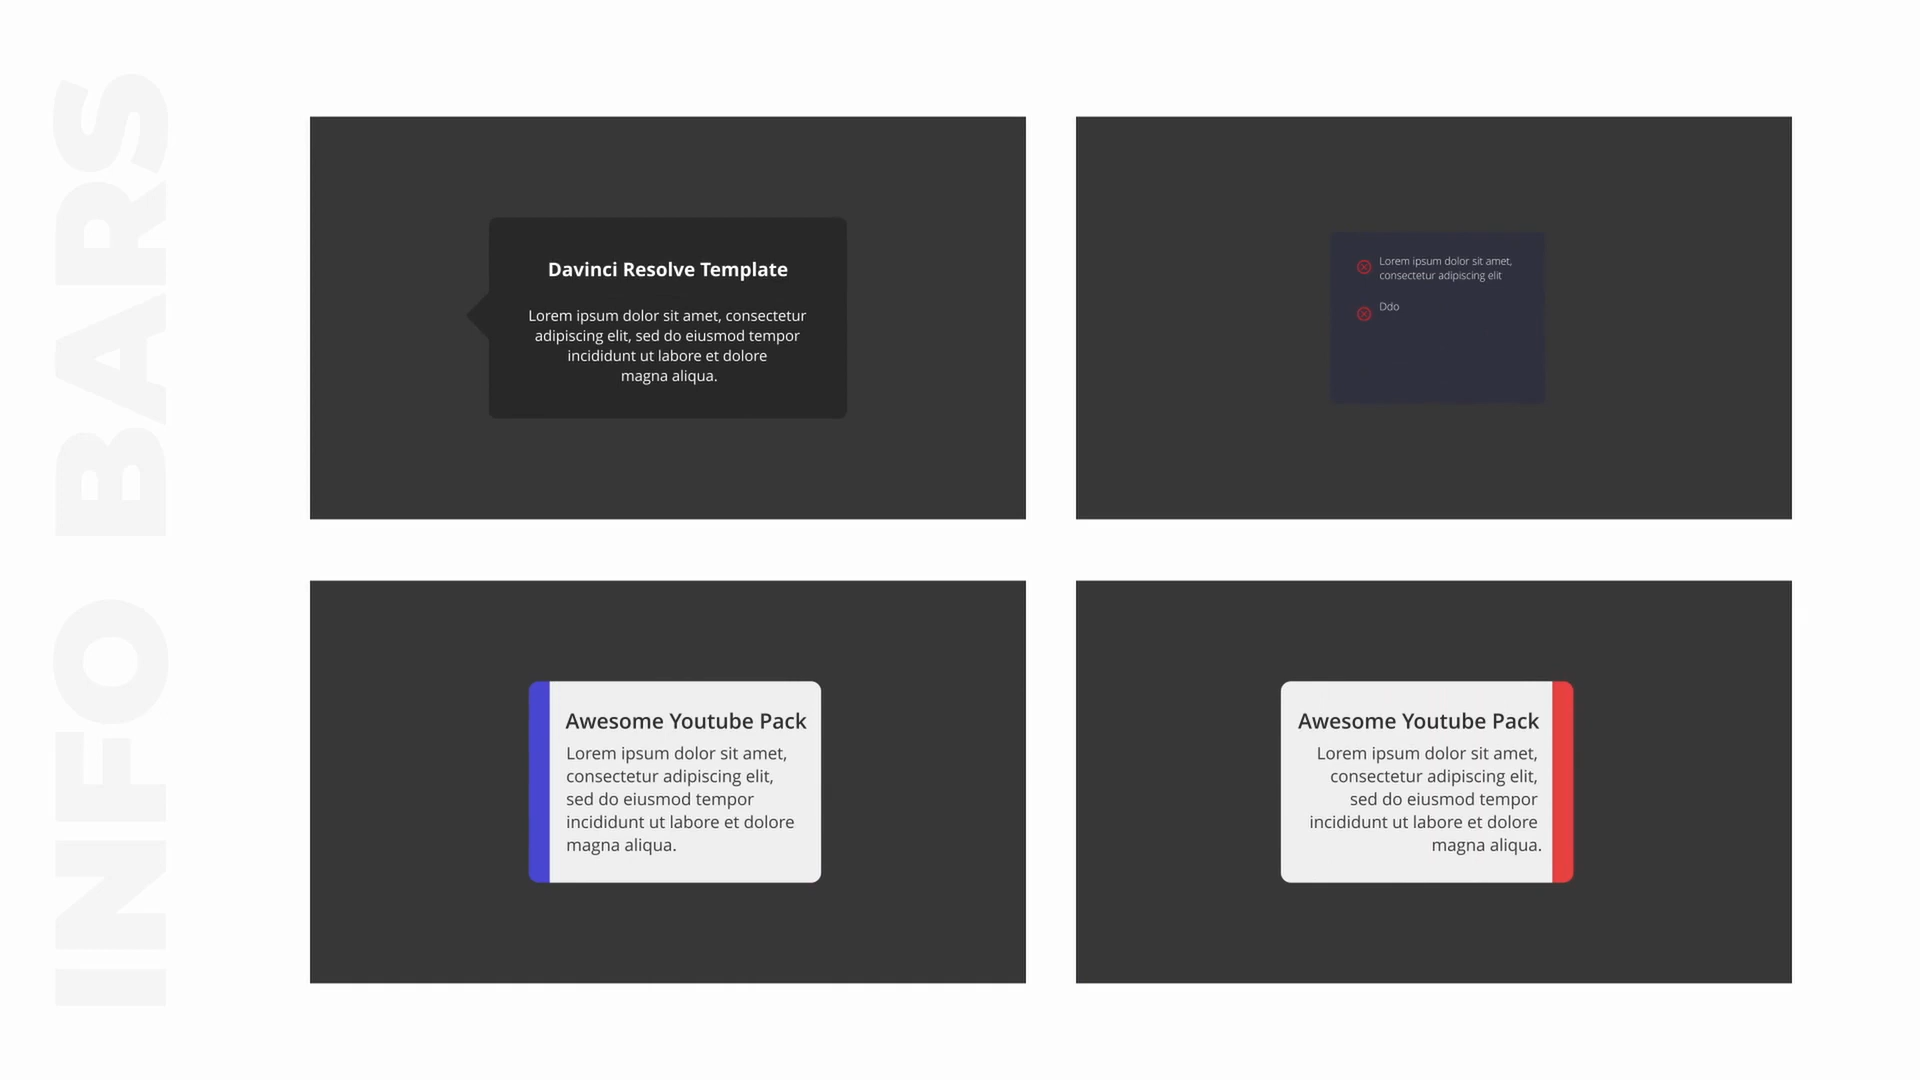 INFO BARS
Davinci Resolve Template
Lorem ipsum dolor sit amet, consectetur
adipiscing elit, sed do eiusmod tempor
incididunt ut labore et dolore
magna aliqua.
Lorem ipsum dolor sit amet,
consectetur adipiscing elit
Ddo
Awesome Youtube Pack
Lorem ipsum dolor sit amet,
consectetur adipiscing elit,
sed do eiusmod tempor
incididunt ut labore et dolore
magna aliqua.
Awesome Youtube Pack
Lorem ipsum dolor sit amet,
consectetur adipiscing elit,
sed do eiusmod tempor
incididunt ut labore et dolore
magna aliqua.